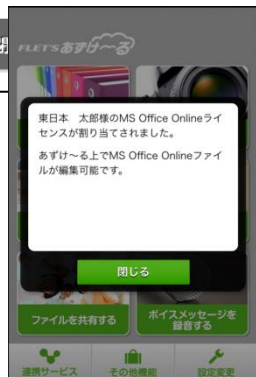 FLET'S あずけ～る
東日本　太郎様のMS Office Onlineライ
センスが割り当てされました。
あずけ～る上でMS Office Onlineファイ
ルが編集可能です。
閉じる
ファイルを共有する
ボイスメッセージを
録音する
連携サービス
その他機能
設定変更